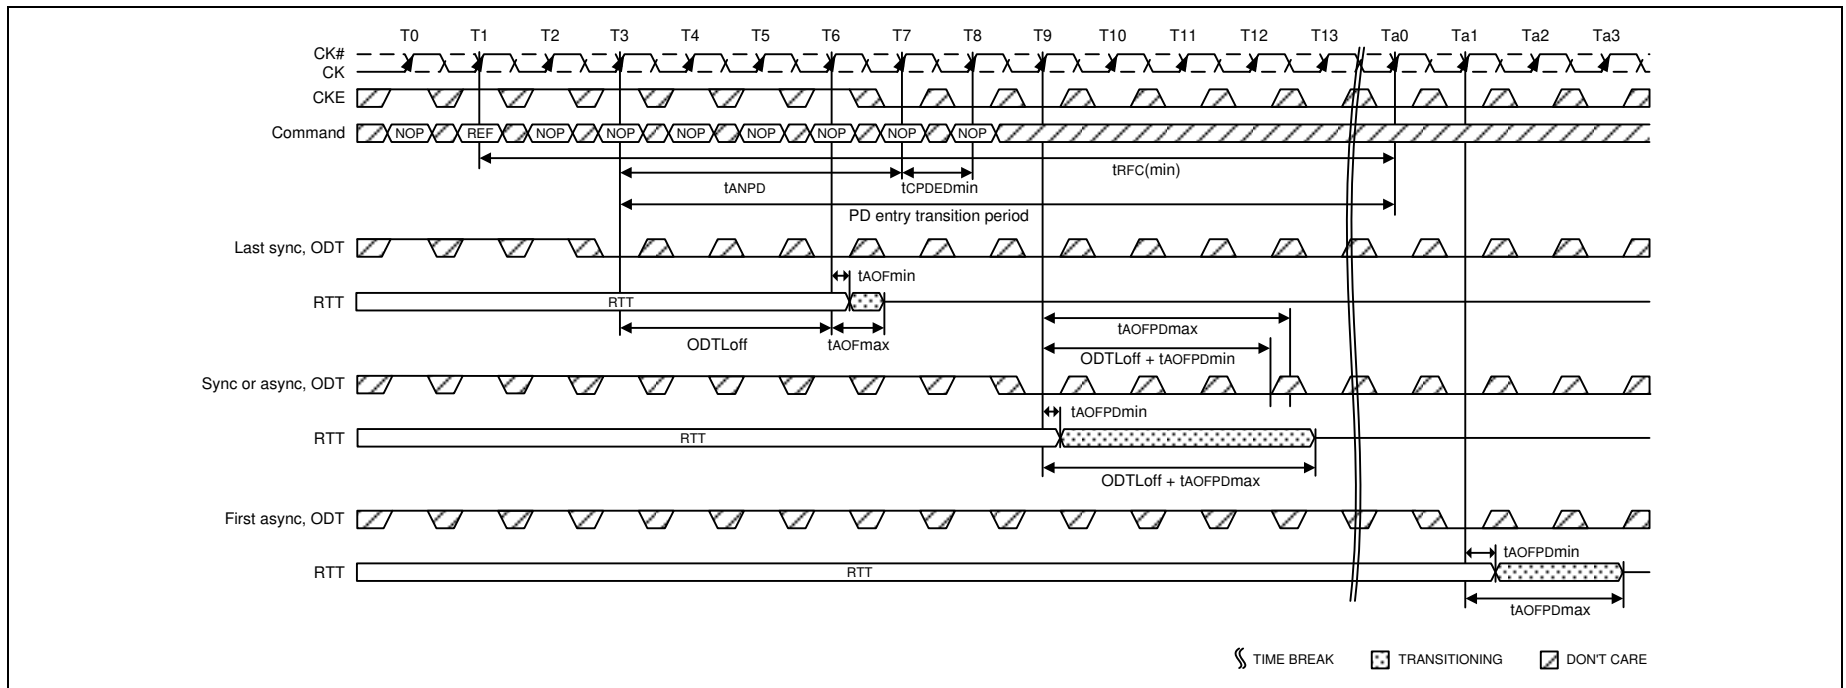 T0 T1 T2 T3 T4 T5 T6 T7 T8 T9 T10 T11 T12 T13 Ta0 Ta1 Ta2 Ta3
CK#
CK
CKE
Command NOP REF NOP NOP NOP NOP NOP NOP NOP
tRFC(min)
tANPD tCPDEDmin
PD entry transition period
Last sync, ODT
tAOFmin
RTT RTT
tAOFPDmax
ODTLoff tAOFmax
ODTLoff + tAOFPDmin
Sync or async, ODT
tAOFPDmin
RTT RTT
ODTLoff + tAOFPDmax
First async, ODT
tAOFPDmin
RTT RTT
tAOFPDmax
TIME BREAK TRANSITIONING DON'T CARE